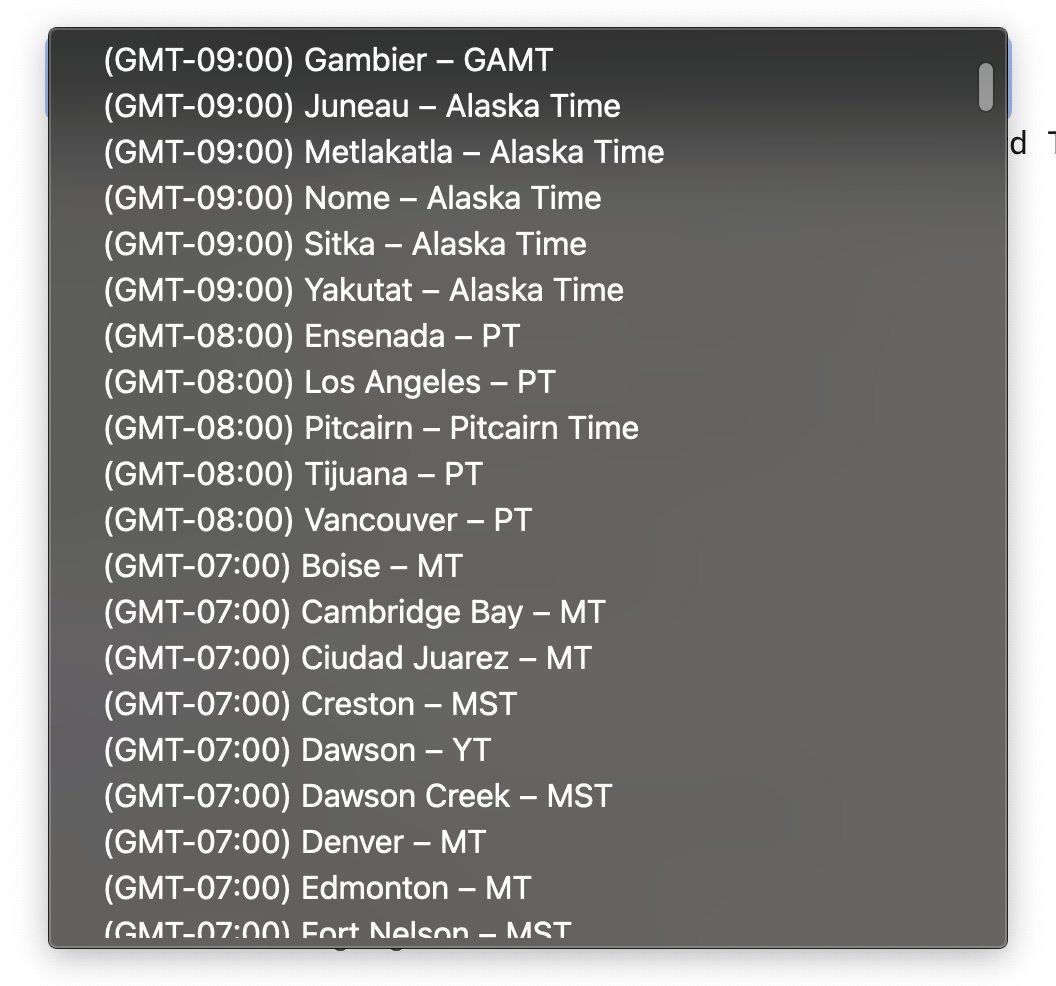 (GMT-09:00) Gambier – GAMT
(GMT-09:00) Juneau – Alaska Time
(GMT-09:00) Metlakatla – Alaska Time
(GMT-09:00) Nome – Alaska Time
(GMT-09:00) Sitka – Alaska Time
(GMT-09:00) Yakutat – Alaska Time
(GMT-08:00) Ensenada – PT
(GMT-08:00) Los Angeles – PT
(GMT-08:00) Pitcairn – Pitcairn Time
(GMT-08:00) Tijuana – PT
(GMT-08:00) Vancouver – PT
(GMT-07:00) Boise – MT
(GMT-07:00) Cambridge Bay – MT
(GMT-07:00) Ciudad Juarez – MT
(GMT-07:00) Creston – MST
(GMT-07:00) Dawson – YT
(GMT-07:00) Dawson Creek – MST
(GMT-07:00) Denver – MT
(GMT-07:00) Edmonton – MT
(GMT-07:00) Fort Nelson – MST